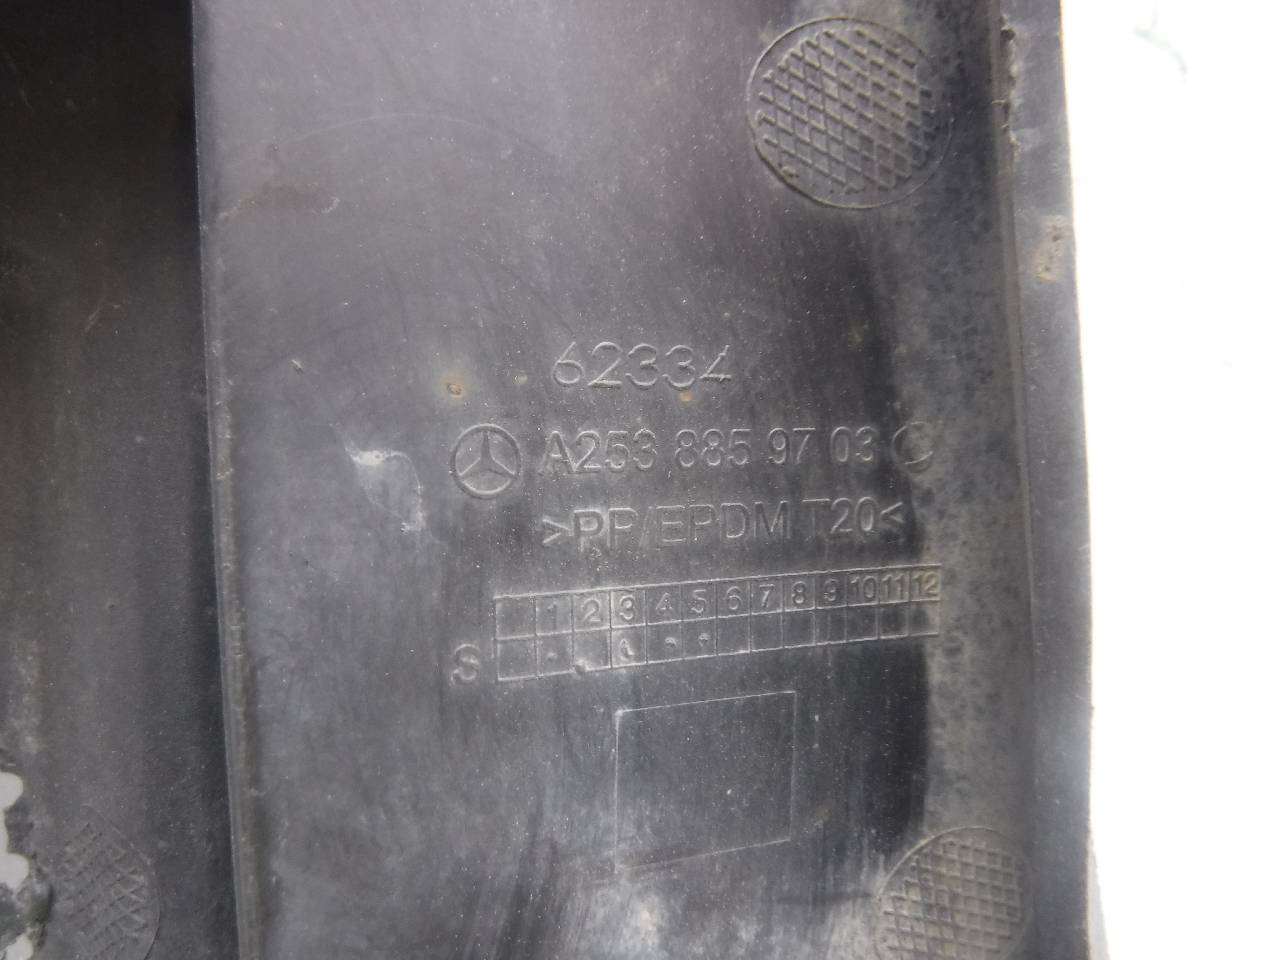 62334
A253 885 97 03
>PP/EPDM T20<
1 2 3 4 5 6 7 8 9 10 11 12
S